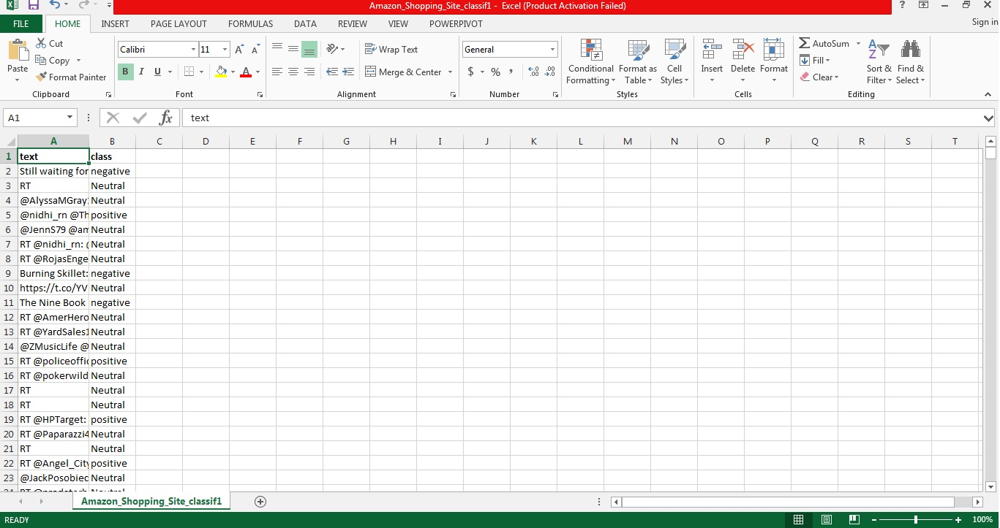 Amazon_Shopping_Site_classif1 - Excel (Product Activation Failed)
?
FILE HOME INSERT PAGE LAYOUT FORMULAS DATA REVIEW VIEW POWERPIVOT Sign in
Paste
Cut
Copy
Format Painter
Clipboard
Calibri 11
B I U
Font
Wrap Text
Merge & Center
Alignment
General
$ % ,
Number
Conditional Formatting
Format as Table
Cell Styles
Styles
Insert Delete Format
Cells
AutoSum
Fill
Clear
Sort & Filter
Find & Select
Editing
A1 fx text
A B C D E F G H I J K L M N O P Q R S T
1 text class
2 Still waiting for negative
3 RT Neutral
4 @AlyssaMGray1 Neutral
5 @nidhi_rn @Th positive
6 @JennS79 @am Neutral
7 RT @nidhi_rn: @ Neutral
8 RT @RojasEnge Neutral
9 Burning Skillet: negative
10 https://t.co/YV Neutral
11 The Nine Book negative
12 RT @AmerHero Neutral
13 RT @YardSales1 Neutral
14 @ZMusicLife @ Neutral
15 RT @policeoffic positive
16 RT @pokerwild Neutral
17 RT Neutral
18 RT Neutral
19 RT @HPTarget: positive
20 RT @Paparazzi4 Neutral
21 RT Neutral
22 RT @Angel_City positive
23 @JackPosobiec Neutral
Amazon_Shopping_Site_classif1
READY 100%